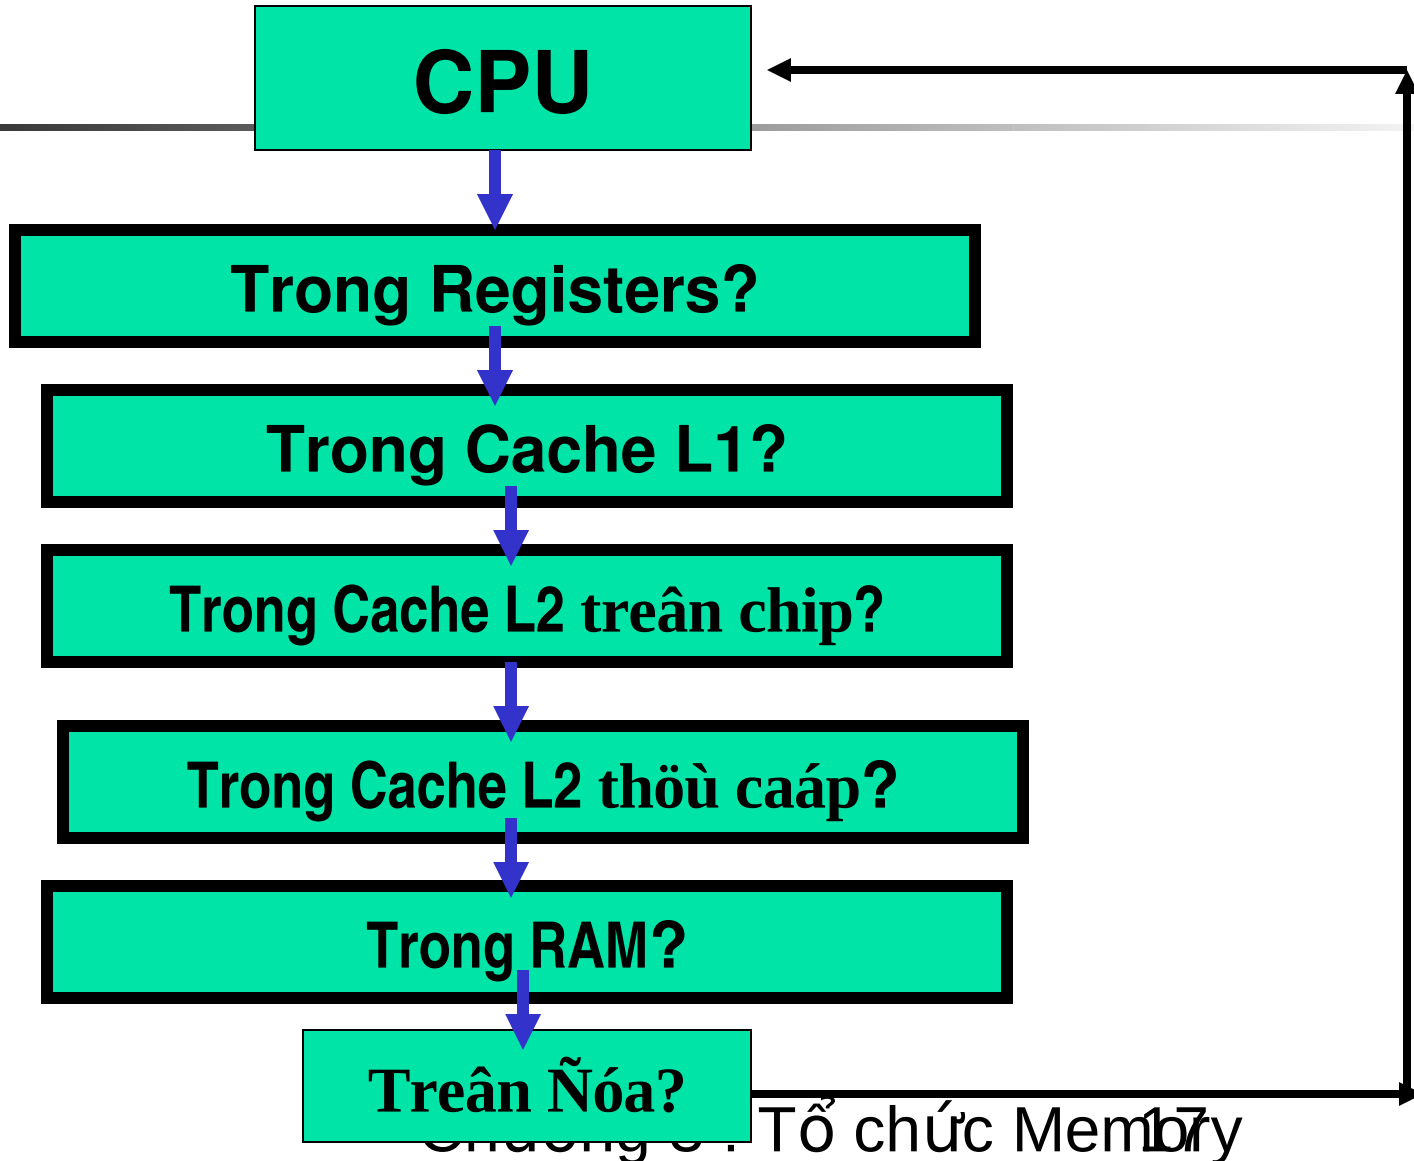 CPU
Trong Registers?
Trong Cache L1?
Trong Cache L2 treân chip?
Trong Cache L2 thöù caáp?
Trong RAM?
Treân Ñóa?
: Tổ chức Memory
17